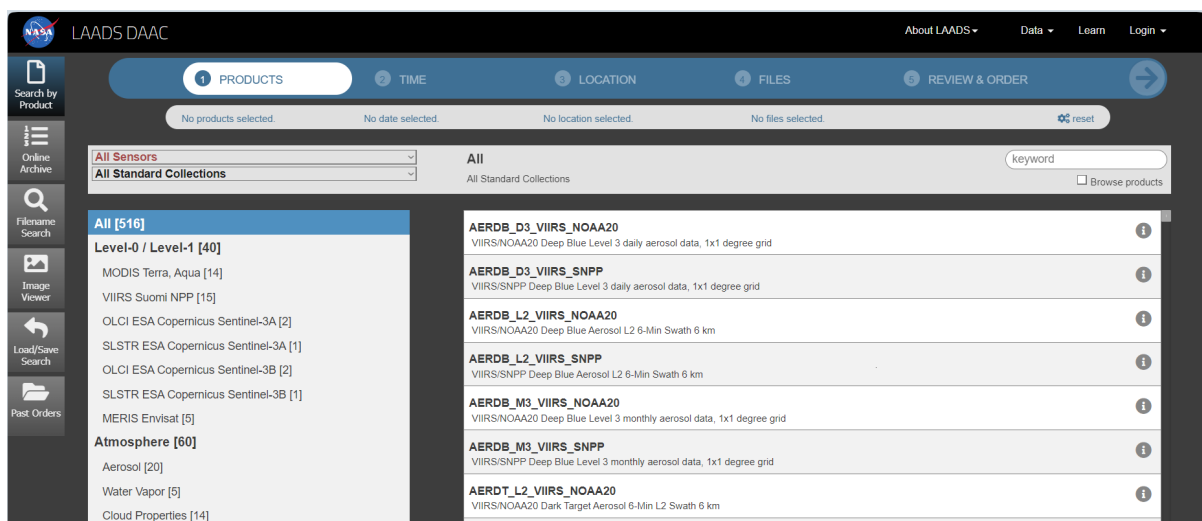 NASA
LAADS DAAC
About LAADS
Data
Learn
Login
Search by
Product
Online
Archive
Filename
Search
Image
Viewer
Load/Save
Search
Past Orders
1 PRODUCTS
2 TIME
3 LOCATION
4 FILES
5 REVIEW & ORDER
No products selected.
No date selected.
No location selected.
No files selected.
reset
All Sensors
All Standard Collections
All
All Standard Collections
keyword
Browse products
All [516]
Level-0 / Level-1 [40]
MODIS Terra, Aqua [14]
VIIRS Suomi NPP [15]
OLCI ESA Copernicus Sentinel-3A [2]
SLSTR ESA Copernicus Sentinel-3A [1]
OLCI ESA Copernicus Sentinel-3B [2]
SLSTR ESA Copernicus Sentinel-3B [1]
MERIS Envisat [5]
Atmosphere [60]
Aerosol [20]
Water Vapor [5]
Cloud Properties [14]
AERDB_D3_VIIRS_NOAA20
VIIRS/NOAA20 Deep Blue Level 3 daily aerosol data, 1x1 degree grid
AERDB_D3_VIIRS_SNPP
VIIRS/SNPP Deep Blue Level 3 daily aerosol data, 1x1 degree grid
AERDB_L2_VIIRS_NOAA20
VIIRS/NOAA20 Deep Blue Aerosol L2 6-Min Swath 6 km
AERDB_L2_VIIRS_SNPP
VIIRS/SNPP Deep Blue Aerosol L2 6-Min Swath 6 km
AERDB_M3_VIIRS_NOAA20
VIIRS/NOAA20 Deep Blue Level 3 monthly aerosol data, 1x1 degree grid
AERDB_M3_VIIRS_SNPP
VIIRS/SNPP Deep Blue Level 3 monthly aerosol data, 1x1 degree grid
AERDT_L2_VIIRS_NOAA20
VIIRS/NOAA20 Dark Target Aerosol 6-Min L2 Swath 6 km